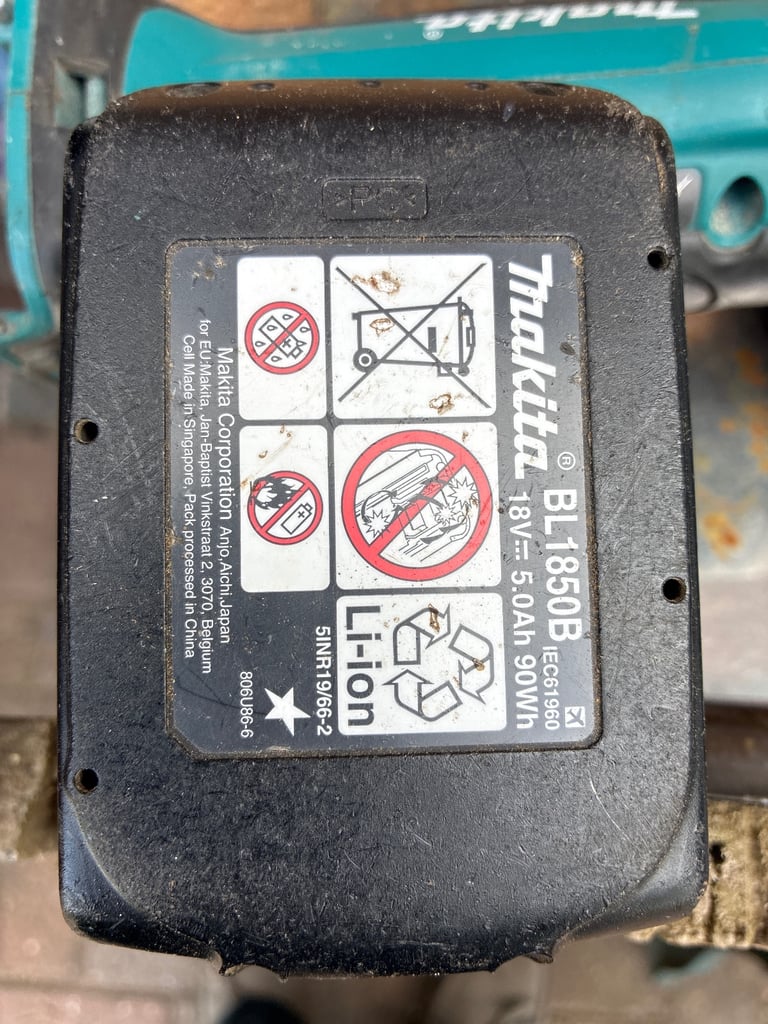 makita®
>PC<
makita® BL1850B IEC61960
18V⎓ 5.0Ah 90Wh
Li-ion
5INR19/66-2
Makita Corporation Anjo,Aichi,Japan
for EU:Makita, Jan-Baptist Vinkstraat 2, 3070, Belgium
Cell Made in Singapore, Pack processed in China
806U86-6